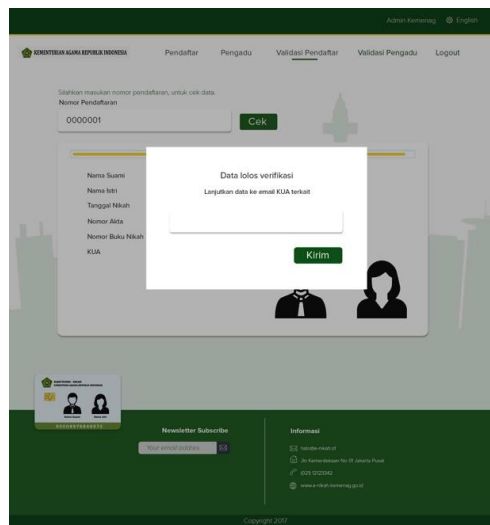 Admin Kemenag English
KEMENTERIAN AGAMA REPUBLIK INDONESIA Pendaftar Pengadu Validasi Pendaftar Validasi Pengadu Logout
Silahkan masukan nomor pendaftaran, untuk cek data.
Nomor Pendaftaran
0000001 Cek
Data lolos verifikasi
Lanjutkan data ke email KUA terkait
Kirim
Nama Suami
Nama Istri
Tanggal Nikah
Nomor Akta
Nomor Buku Nikah
KUA
Newsletter Subscribe
Your email address
Informasi
Jln Kementeriaan No 01 Jakarta Pusat
www.e-nikah.kemenag.go.id
Copyright 2017